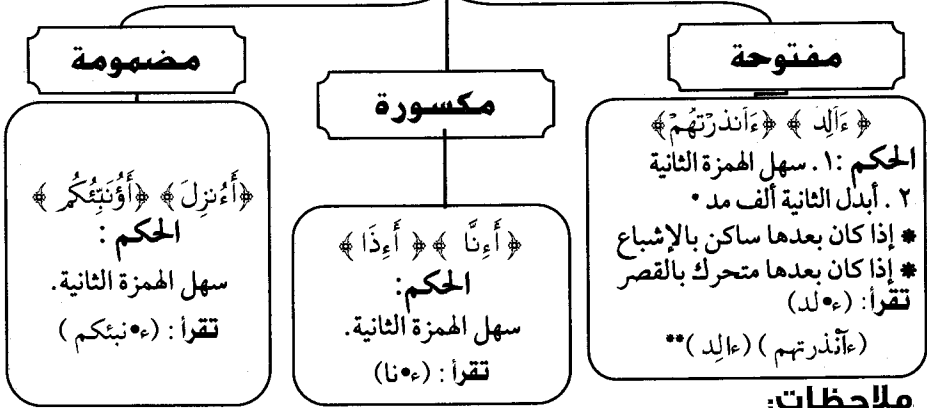 مفتوحة
﴿ ءَأَلِدُ ﴾ ﴿ءَأَنذَرْتَهُمْ﴾
الحكم :١. سهل الهمزة الثانية
٢ . أبدل الثانية ألف مد *
* إذا كان بعدها ساكن بالإشباع
* إذا كان بعدها متحرك بالقصر
تقرأ: (ء•لد)
(ءآنذرتهم ) (ءالِد )**
مكسورة
﴿ أَءِنَّا ﴾ ﴿ أَءِذَا ﴾
الحكم:
سهل الهمزة الثانية.
تقرأ : (ء•نا)
مضمومة
﴿أَءُنزِلَ﴾ ﴿أَؤُنَبِّئُكُم ﴾
الحكم :
سهل الهمزة الثانية.
تقرأ : (ء•نبئكم )
ملاحظات: